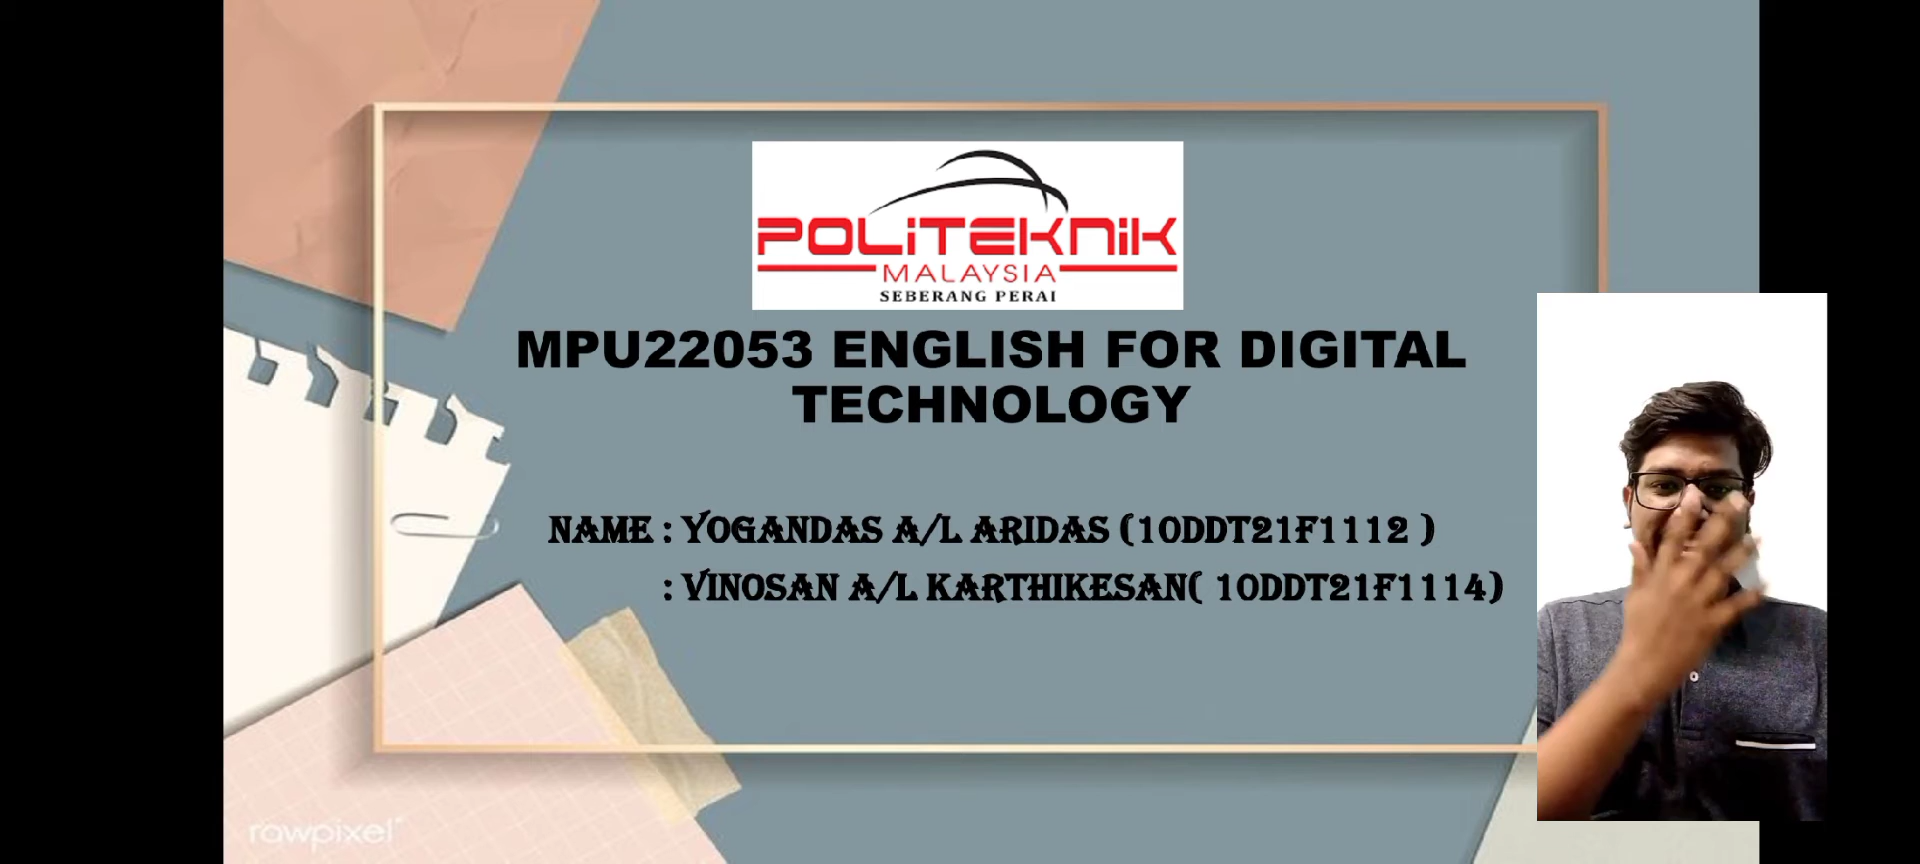 POLiTEKNiK
MALAYSIA
SEBERANG PERAI
MPU22053 ENGLISH FOR DIGITAL
TECHNOLOGY
NAME : YOGANDAS A/L ARIDAS (10DDT21F1112 )
: VINOSAN A/L KARTHIKESAN( 10DDT21F1114)
rawpixel